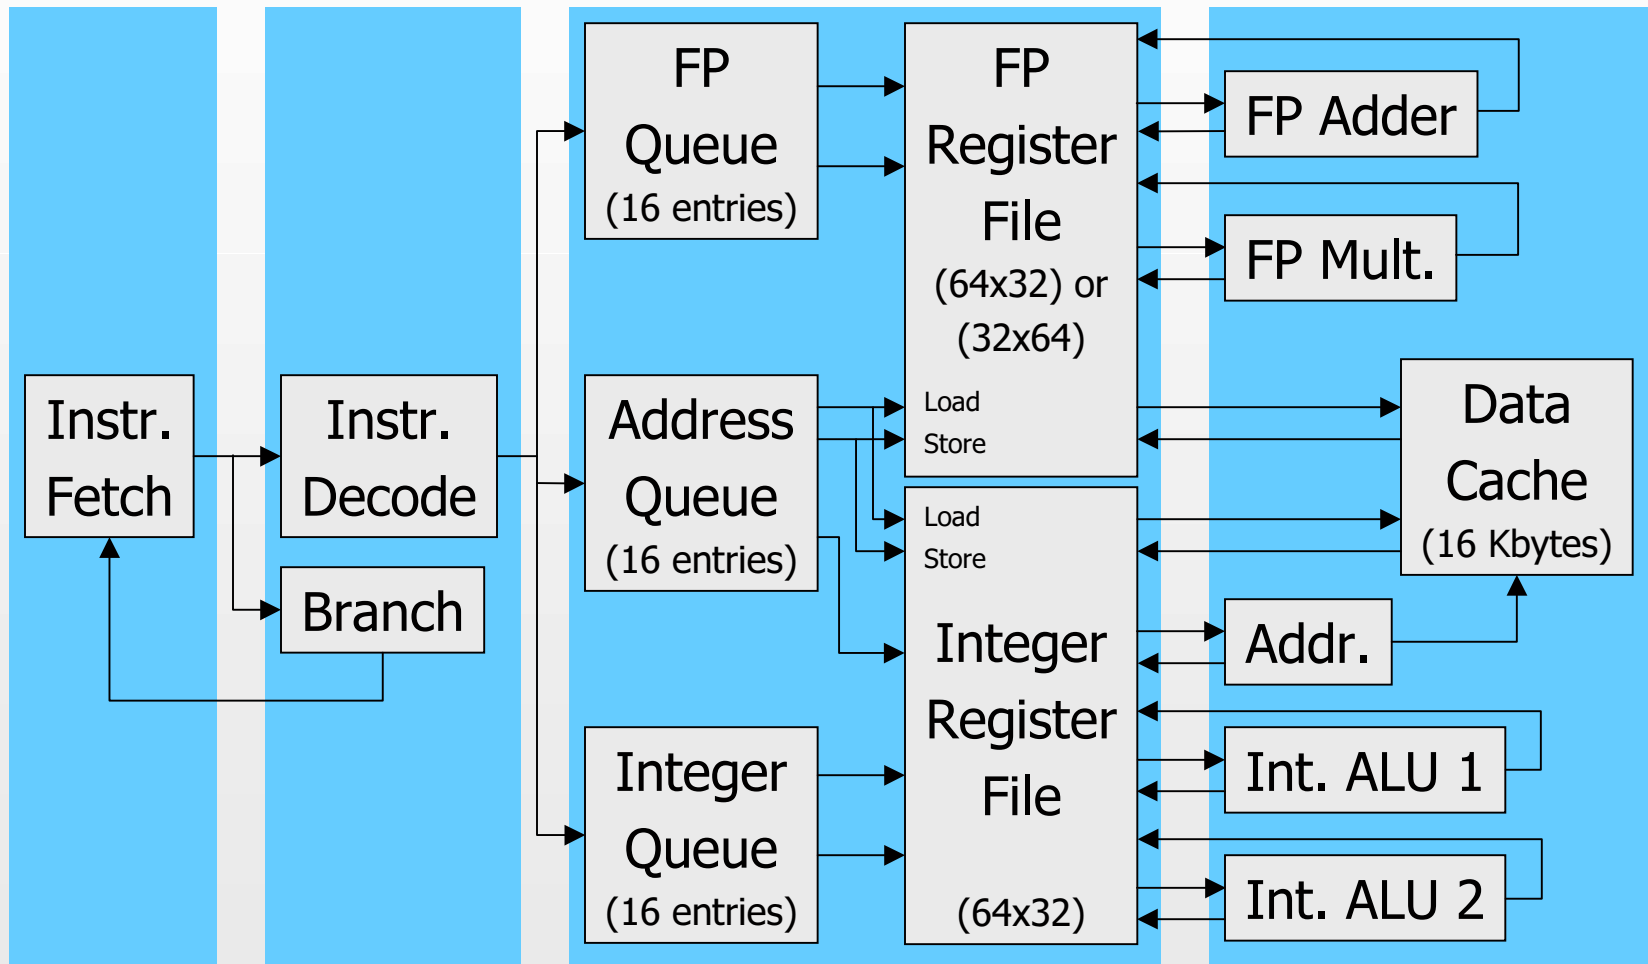 Instr.
Fetch
Instr.
Decode
Branch
FP
Queue
(16 entries)
Address
Queue
(16 entries)
Integer
Queue
(16 entries)
FP
Register
File
(64x32) or
(32x64)
Load
Store
Load
Store
Integer
Register
File
(64x32)
FP Adder
FP Mult.
Data
Cache
(16 Kbytes)
Addr.
Int. ALU 1
Int. ALU 2